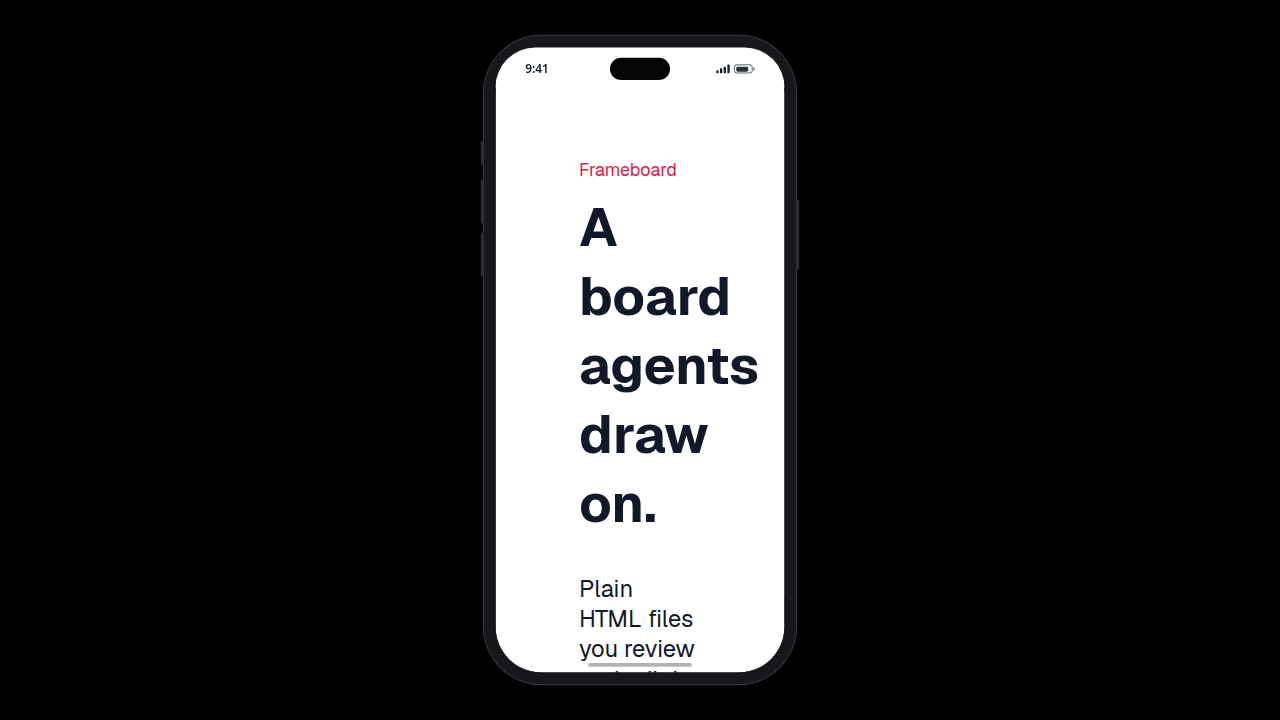 9:41
Frameboard
A
board
agents
draw
on.
Plain
HTML files
you review